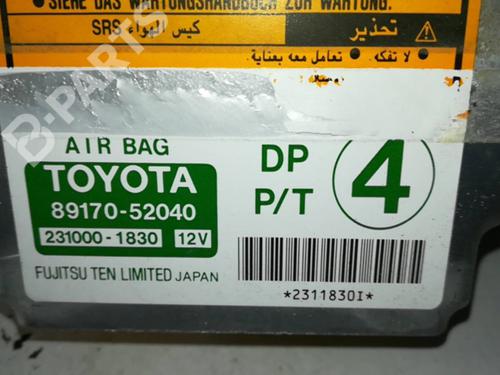 • SIEHE DAS WARTUNGSHANDBUCH ZUR WARTUNG.
تحذير كيس الهواء SRS
• لا تفكه . • تعامل معه بعناية .
B-PARTS
AIR BAG
TOYOTA
89170-52040
231000-1830 12V
FUJITSU TEN LIMITED JAPAN
DP
P/T
4
*2311830I*